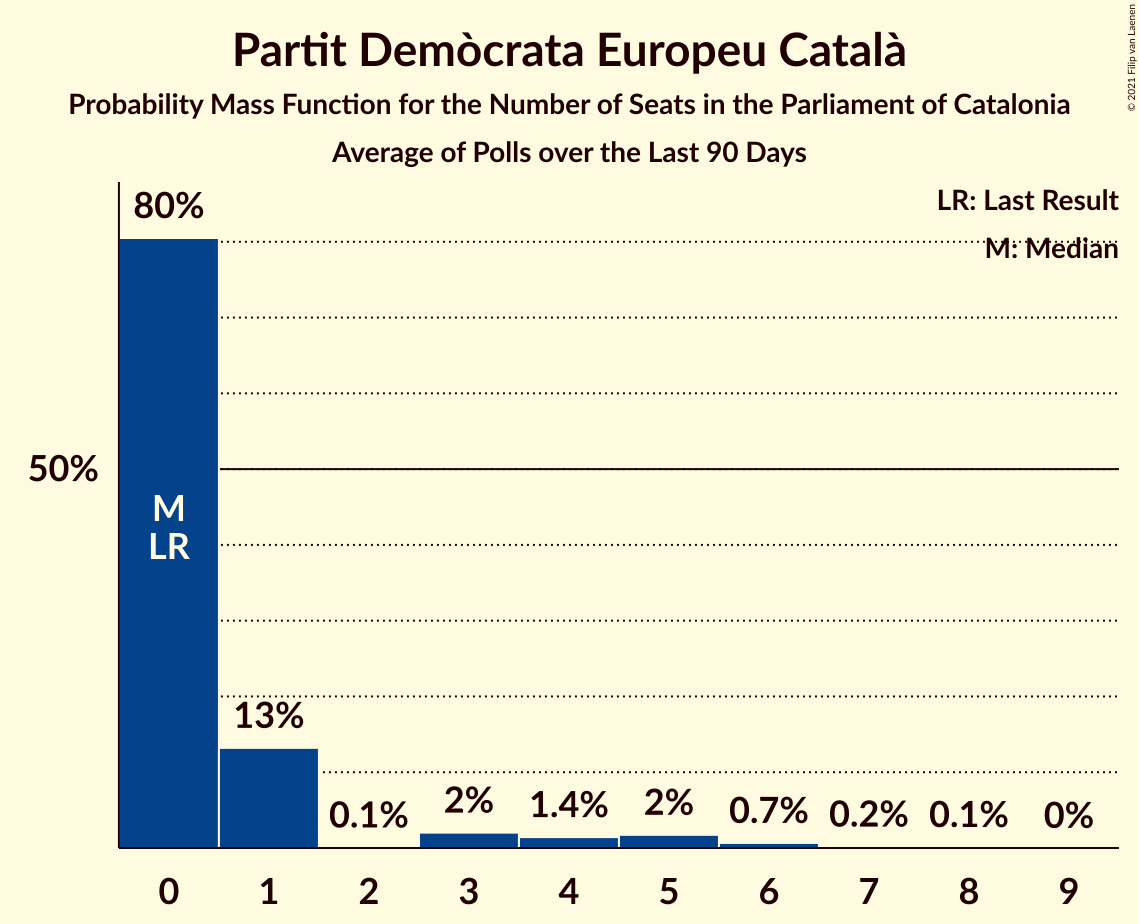 Partit Demòcrata Europeu Català
Probability Mass Function for the Number of Seats in the Parliament of Catalonia
Average of Polls over the Last 90 Days
© 2021 Filip van Laenen
LR: Last Result
M: Median
80%
50%
M
LR
13%
0.1%
2%
1.4%
2%
0.7%
0.2%
0.1%
0%
0 1 2 3 4 5 6 7 8 9